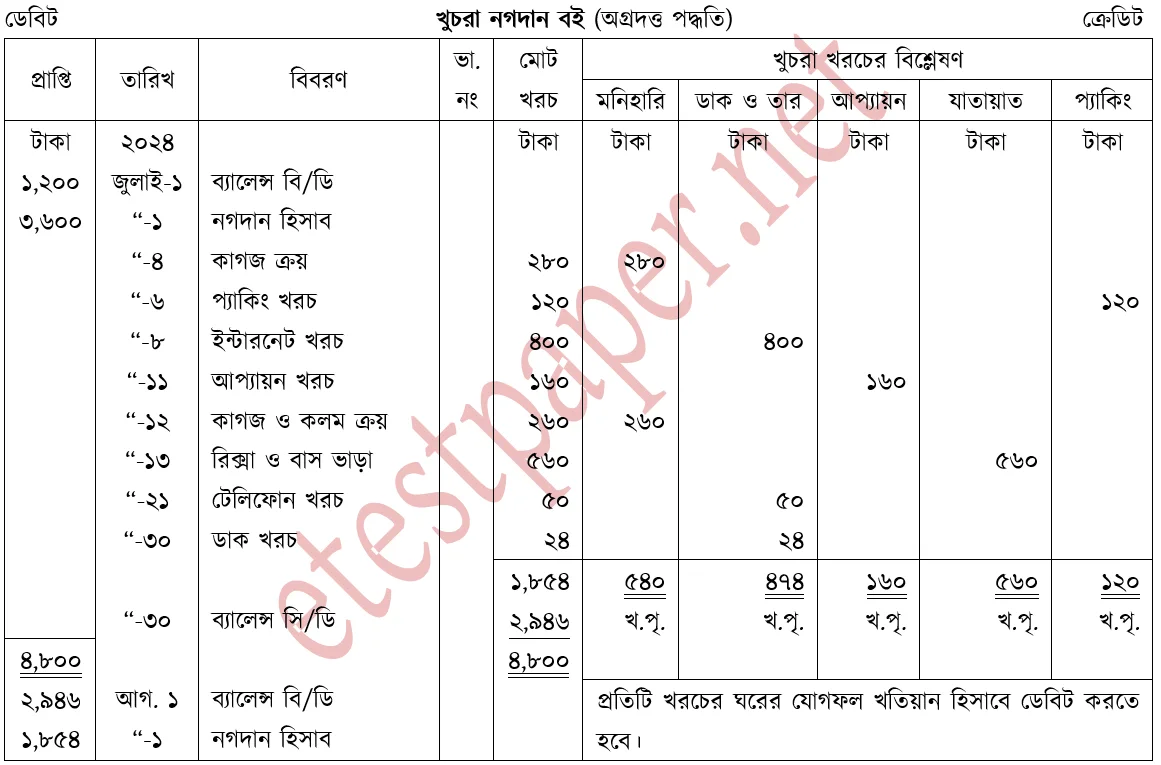 ডেবিট খুচরা নগদান বই (অগ্রদত্ত পদ্ধতি) ক্রেডিট
প্রাপ্তি তারিখ বিবরণ ভা. নং মোট খরচ খুচরা খরচের বিশ্লেষণ
মনিহারি ডাক ও তার আপ্যায়ন যাতায়াত প্যাকিং
টাকা ২০২৪ টাকা টাকা টাকা টাকা টাকা টাকা
১,২০০ জুলাই-১ ব্যালেন্স বি/ডি
৩,৬০০ “-১ নগদান হিসাব
“-৪ কাগজ ক্রয় ২৮০ ২৮০
“-৬ প্যাকিং খরচ ১২০ ১২০
“-৮ ইন্টারনেট খরচ ৪০০ ৪০০
“-১১ আপ্যায়ন খরচ ১৬০ ১৬০
“-১২ কাগজ ও কলম ক্রয় ২৬০ ২৬০
“-১৩ রিক্সা ও বাস ভাড়া ৫৬০ ৫৬০
“-২১ টেলিফোন খরচ ৫০ ৫০
“-৩০ ডাক খরচ ২৪ ২৪
১,৮৫৪ ৫৪০ ৪৭৪ ১৬০ ৫৬০ ১২০
“-৩০ ব্যালেন্স সি/ডি ২,৯৪৬ খ.পৃ. খ.পৃ. খ.পৃ. খ.পৃ. খ.পৃ.
৪,৮০০ ৪,৮০০
২,৯৪৬ আগ. ১ ব্যালেন্স বি/ডি প্রতিটি খরচের ঘরের যোগফল খতিয়ান হিসাবে ডেবিট করতে
১,৮৫৪ “-১ নগদান হিসাব হবে।
etestpaper.net